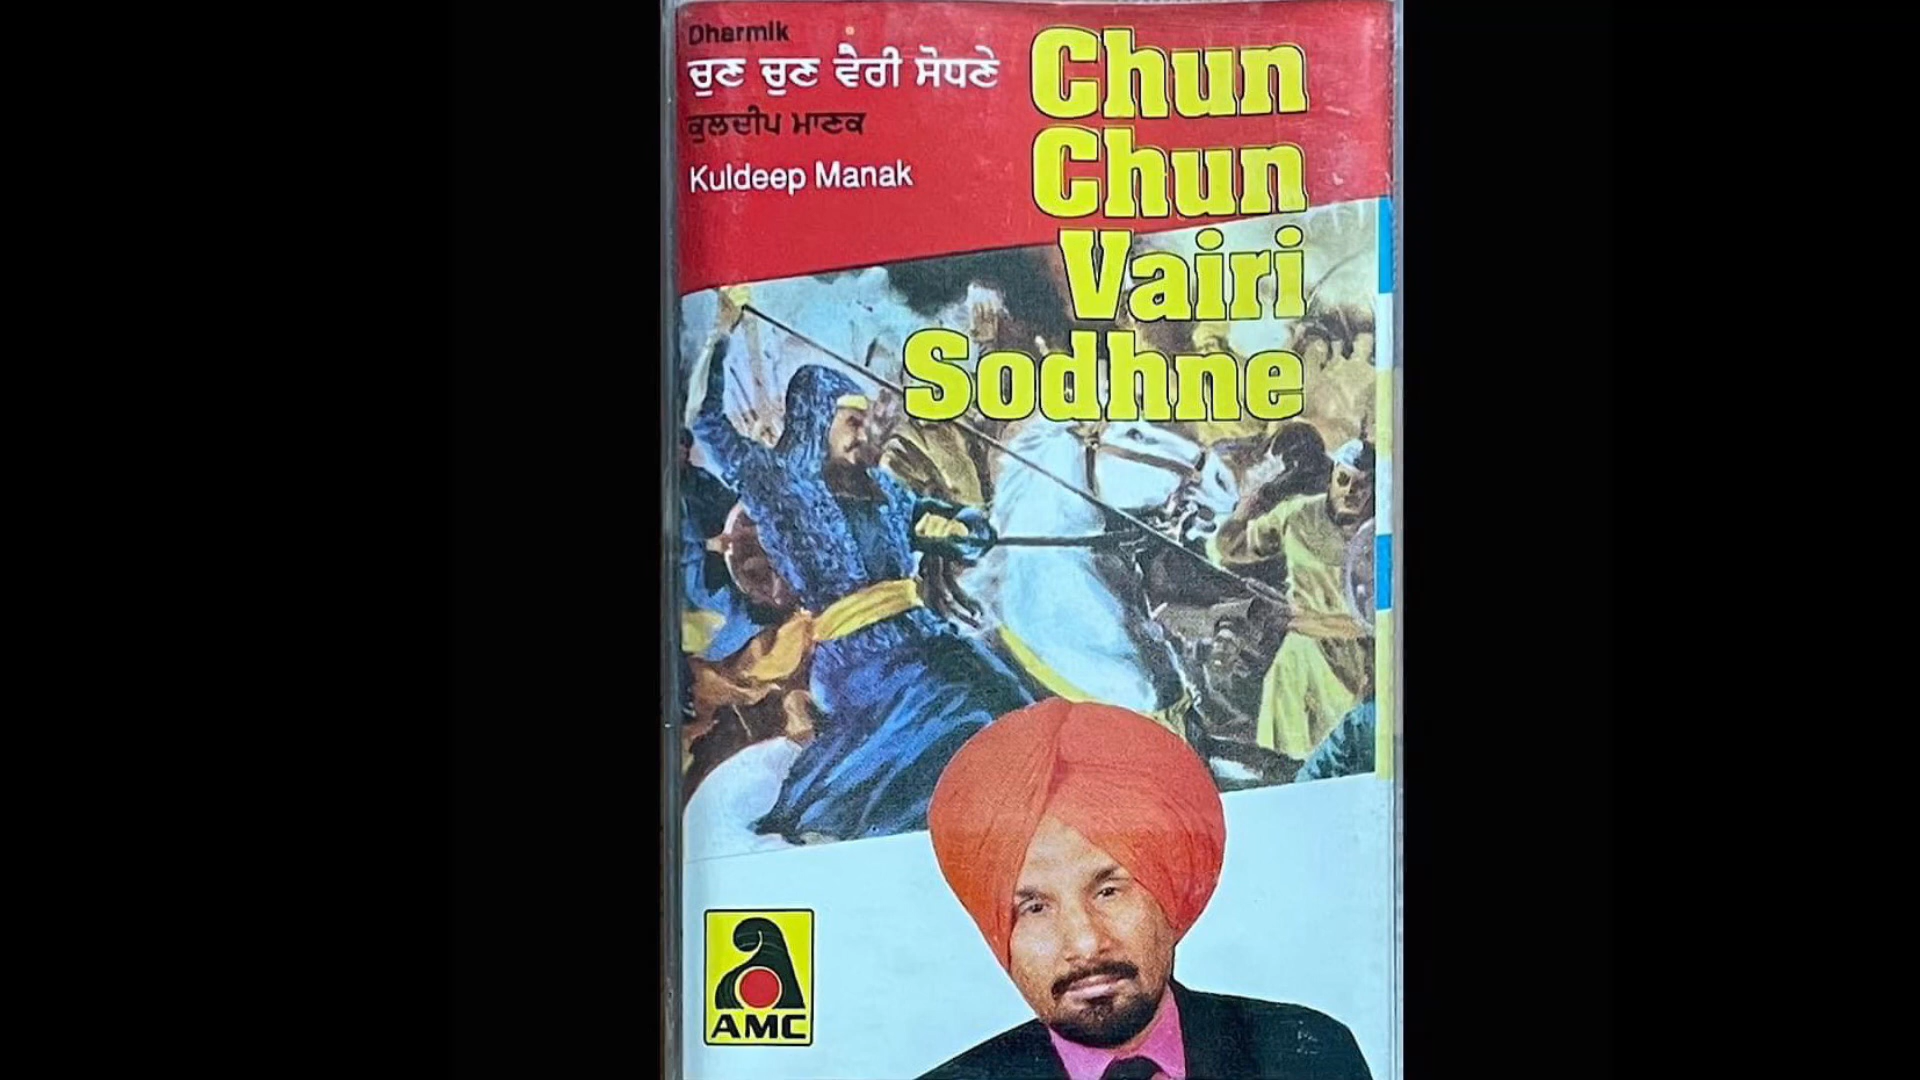 Dharmik
ਚੁਣ ਚੁਣ ਵੈਰੀ ਸੋਧਣੇ
ਕੁਲਦੀਪ ਮਾਣਕ
Kuldeep Manak
Chun
Chun
Vairi
Sodhne
AMC